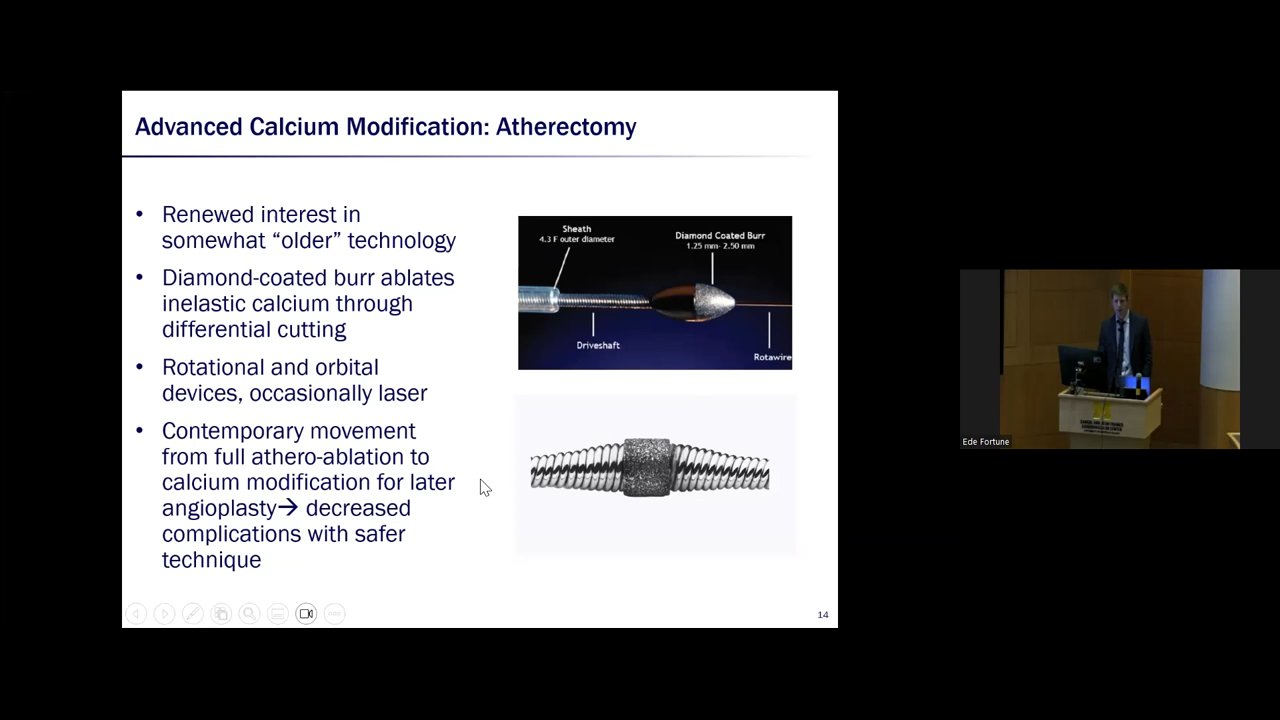 Advanced Calcium Modification: Atherectomy
• Renewed interest in
somewhat “older” technology
• Diamond-coated burr ablates
inelastic calcium through
differential cutting
• Rotational and orbital
devices, occasionally laser
• Contemporary movement
from full athero-ablation to
calcium modification for later
angioplasty→ decreased
complications with safer
technique
Sheath
4.3 F outer diameter
Diamond Coated Burr
1.25 mm- 2.50 mm
Driveshaft
Rotawire
14
Ede Fortune